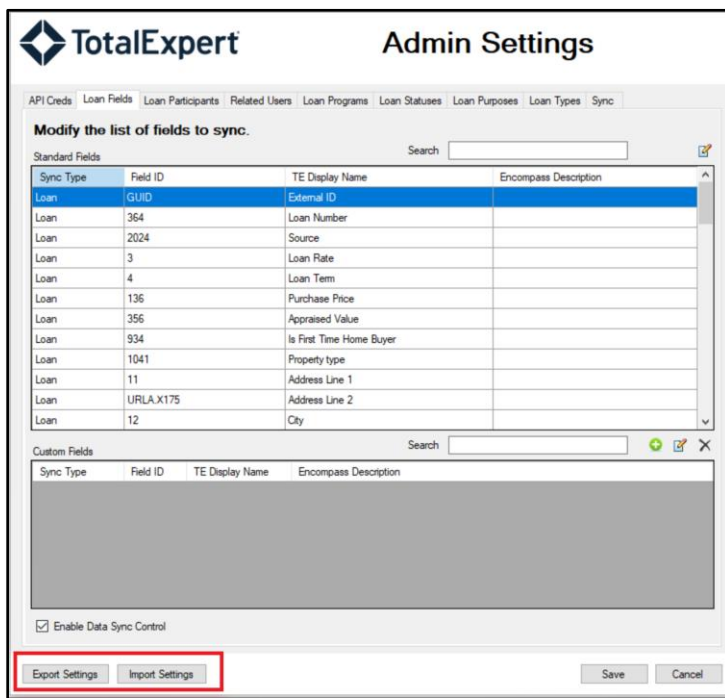 TotalExpert Admin Settings
API Creds Loan Fields Loan Participants Related Users Loan Programs Loan Statuses Loan Purposes Loan Types Sync
Modify the list of fields to sync.
Standard Fields Search
Sync Type Field ID TE Display Name Encompass Description
Loan GUID External ID
Loan 364 Loan Number
Loan 2024 Source
Loan 3 Loan Rate
Loan 4 Loan Term
Loan 136 Purchase Price
Loan 356 Appraised Value
Loan 934 Is First Time Home Buyer
Loan 1041 Property type
Loan 11 Address Line 1
Loan URLA.X175 Address Line 2
Loan 12 City
Custom Fields Search
Sync Type Field ID TE Display Name Encompass Description
Enable Data Sync Control
Export Settings Import Settings Save Cancel